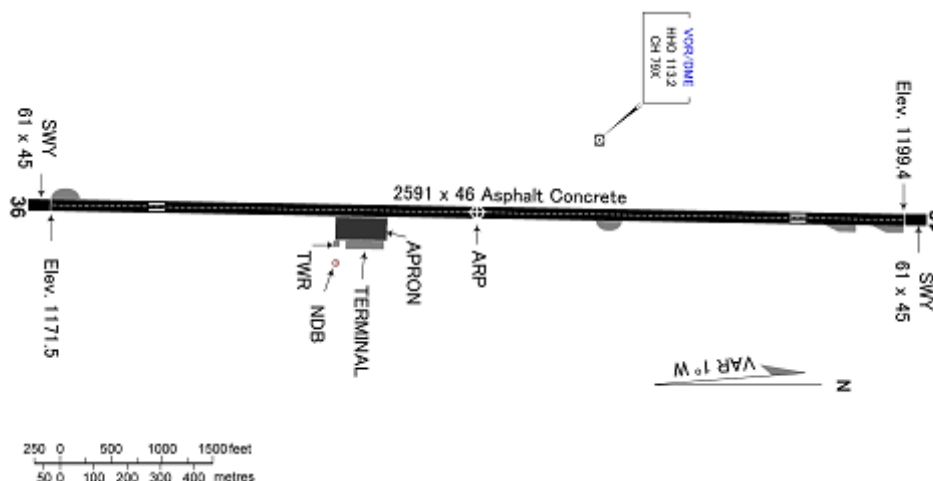 VOR/DME
HHO 113.2
CH 79X
Elev. 1199.4
SWY
61 x 45
36
2591 x 46 Asphalt Concrete
SWY
61 x 45
Elev. 1171.5
TWR
NDB
TERMINAL
APRON
ARP
VAR 1° W
N
250 0 500 1000 1500 feet
50 0 100 200 300 400 metres